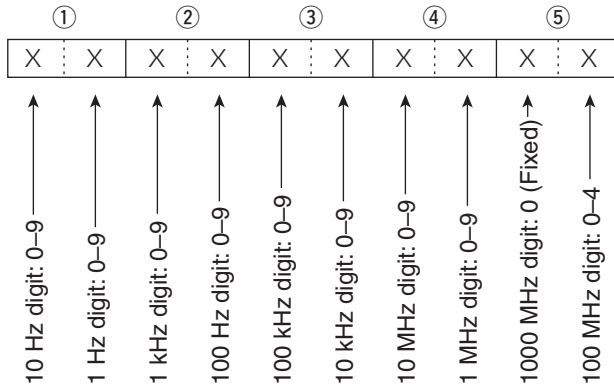 ① ② ③ ④ ⑤
X X X X X X X X X X
10 Hz digit: 0–9
1 Hz digit: 0–9
1 kHz digit: 0–9
100 Hz digit: 0–9
100 kHz digit: 0–9
10 kHz digit: 0–9
10 MHz digit: 0–9
1 MHz digit: 0–9
1000 MHz digit: 0 (Fixed)
100 MHz digit: 0–4